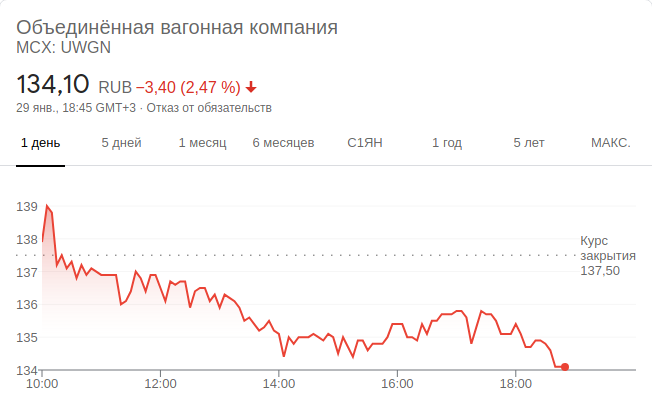 Объединённая вагонная компания
MCX: UWGN
134,10 RUB −3,40 (2,47 %)
29 янв., 18:45 GMT+3 · Отказ от обязательств
1 день 5 дней 1 месяц 6 месяцев С1ЯН 1 год 5 лет МАКС.
139
138
137
136
135
134
Курс
закрытия
137,50
10:00 12:00 14:00 16:00 18:00